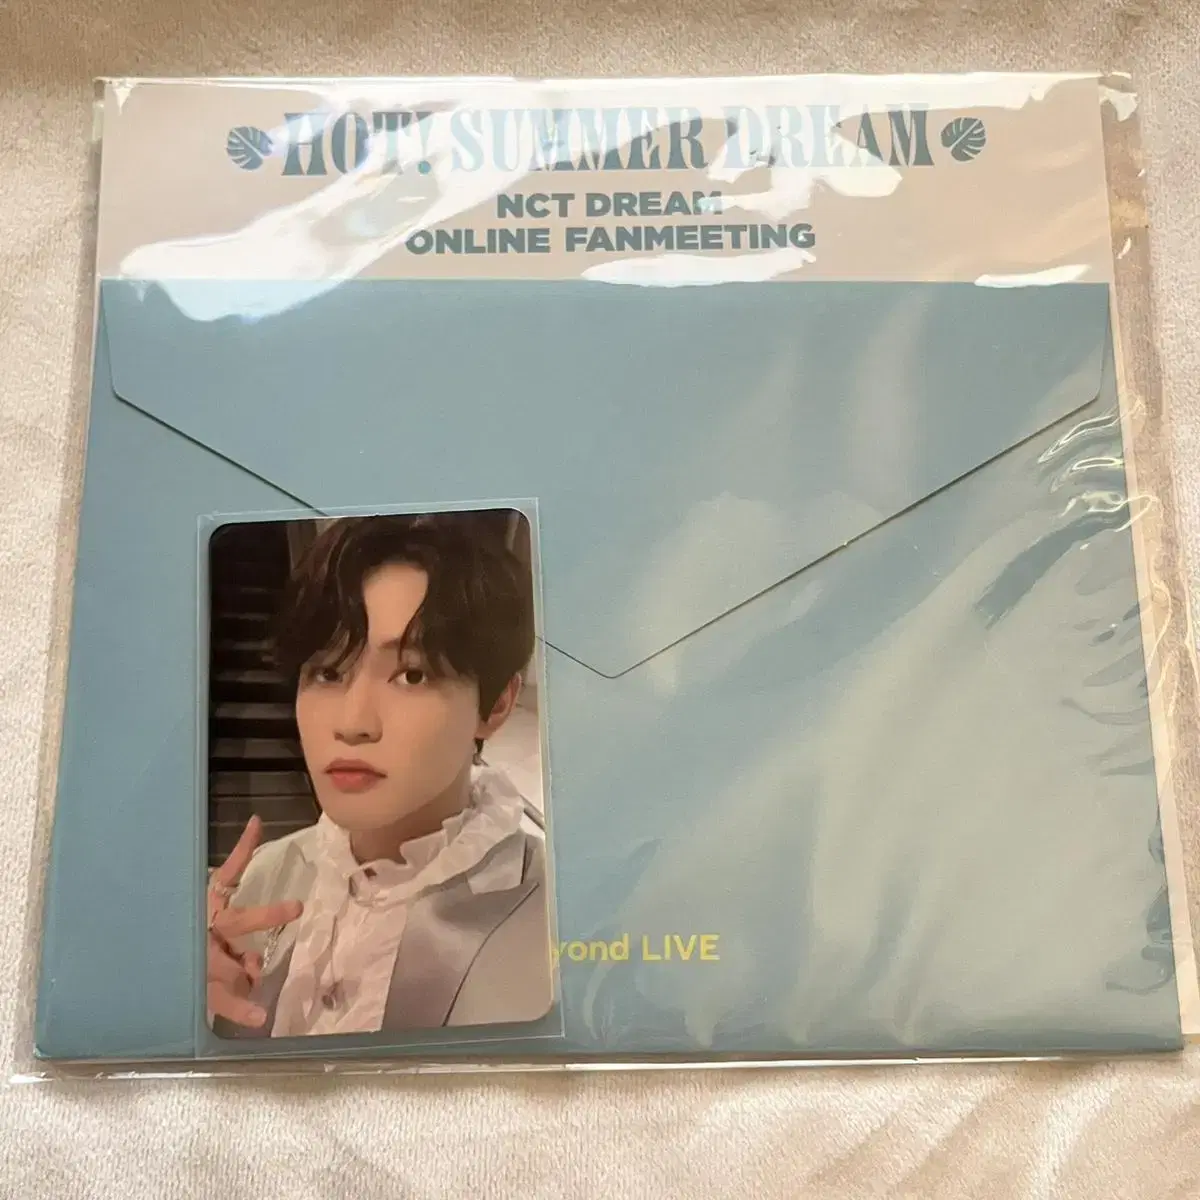 HOT! SUMMER DREAM
NCT DREAM
ONLINE FANMEETING
yond LIVE